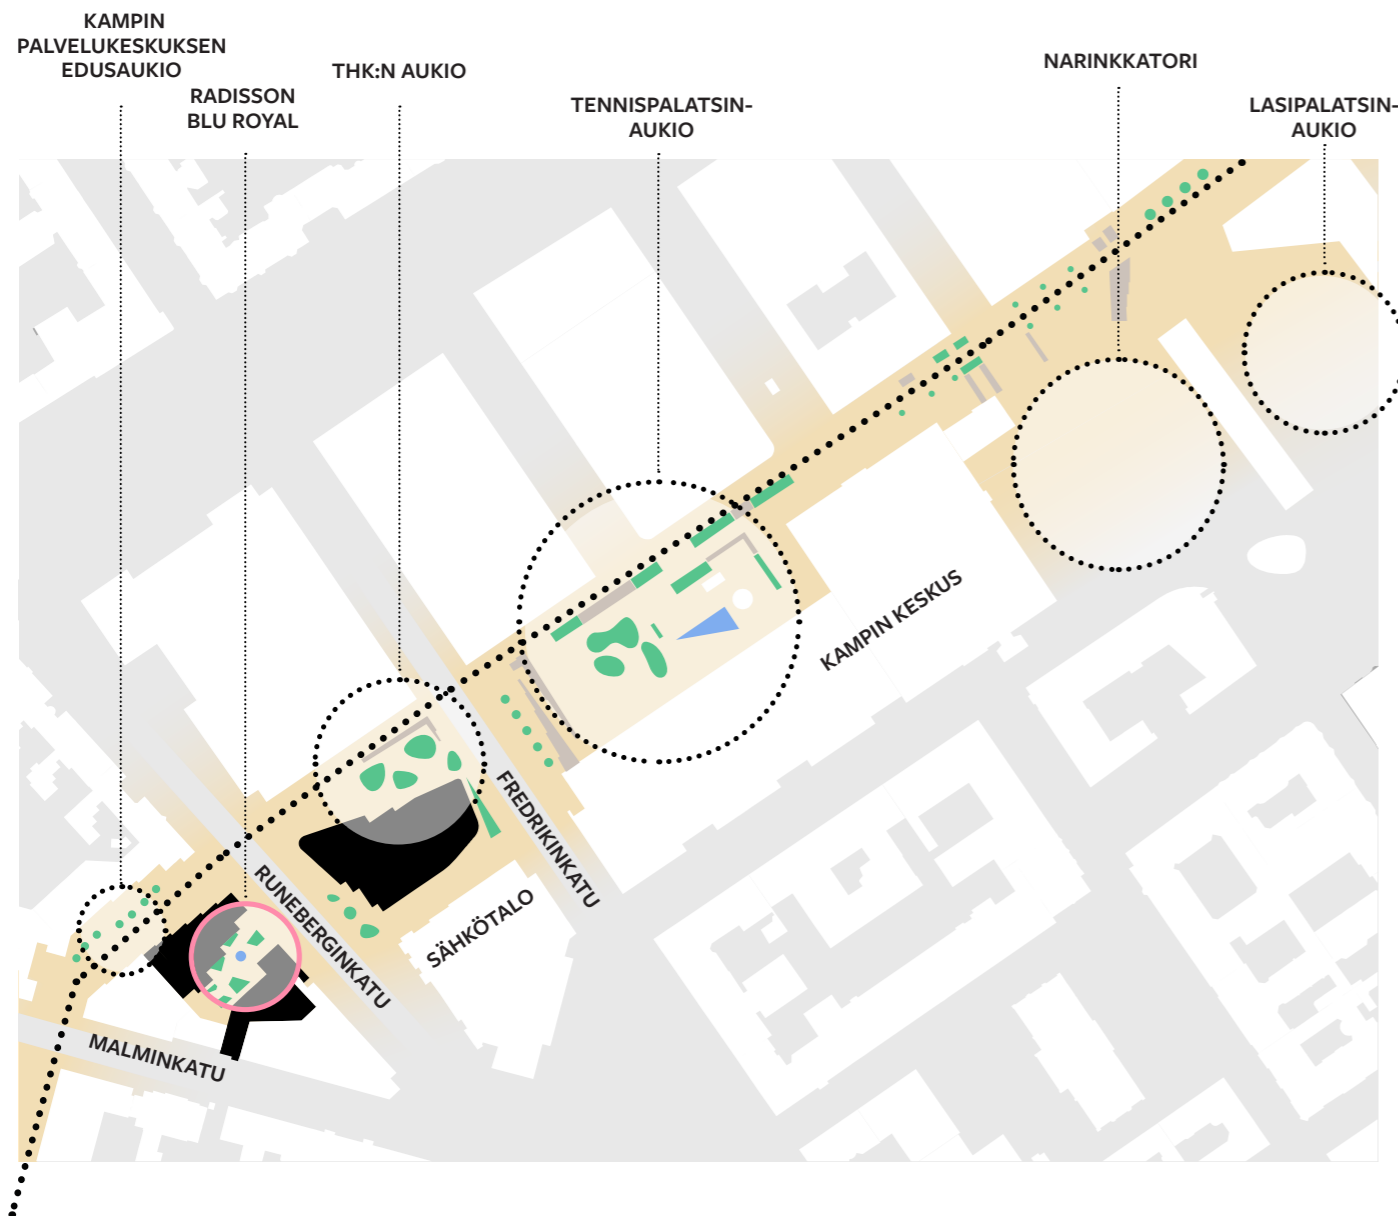 KAMPIN
PALVELUKESKUKSEN
EDUSAUKIO
RADISSON
BLU ROYAL
THK:N AUKIO
TENNISPALATSIN-
AUKIO
NARINKKATORI
LASIPALATSIN-
AUKIO
KAMPIN KESKUS
FREDRIKINKATU
SÄHKÖTALO
RUNEBERGINKATU
MALMINKATU